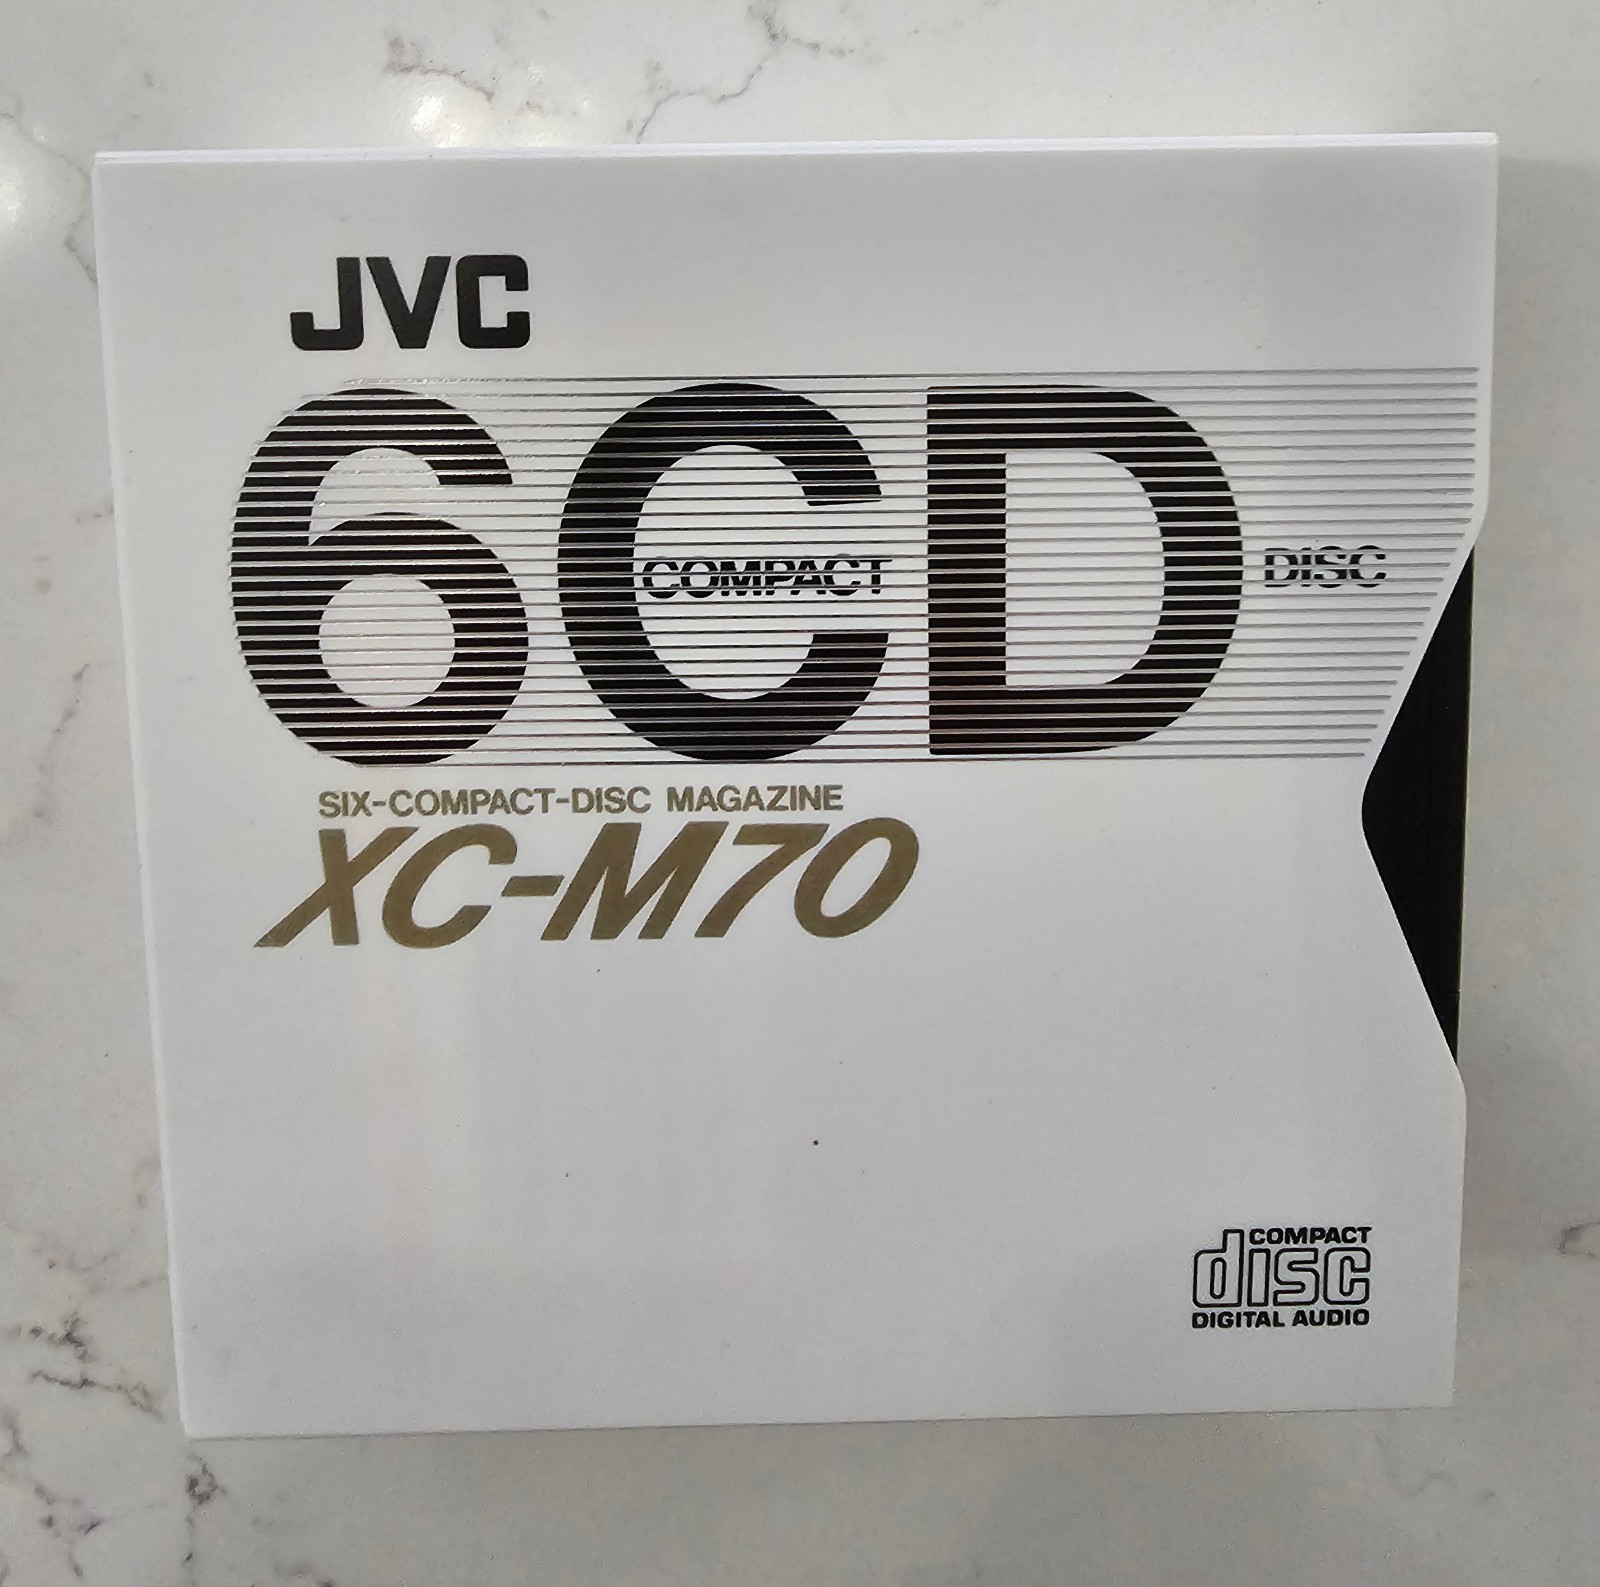 JVC
6CD
COMPACT DISC
SIX-COMPACT-DISC MAGAZINE
XC-M70
COMPACT
disc
DIGITAL AUDIO